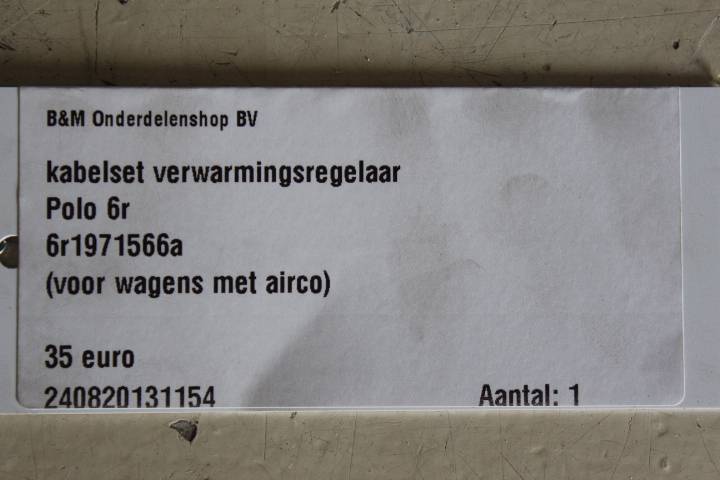 B&M Onderdelenshop BV
kabelset verwarmingsregelaar
Polo 6r
6r1971566a
(voor wagens met airco)
35 euro
240820131154 Aantal: 1